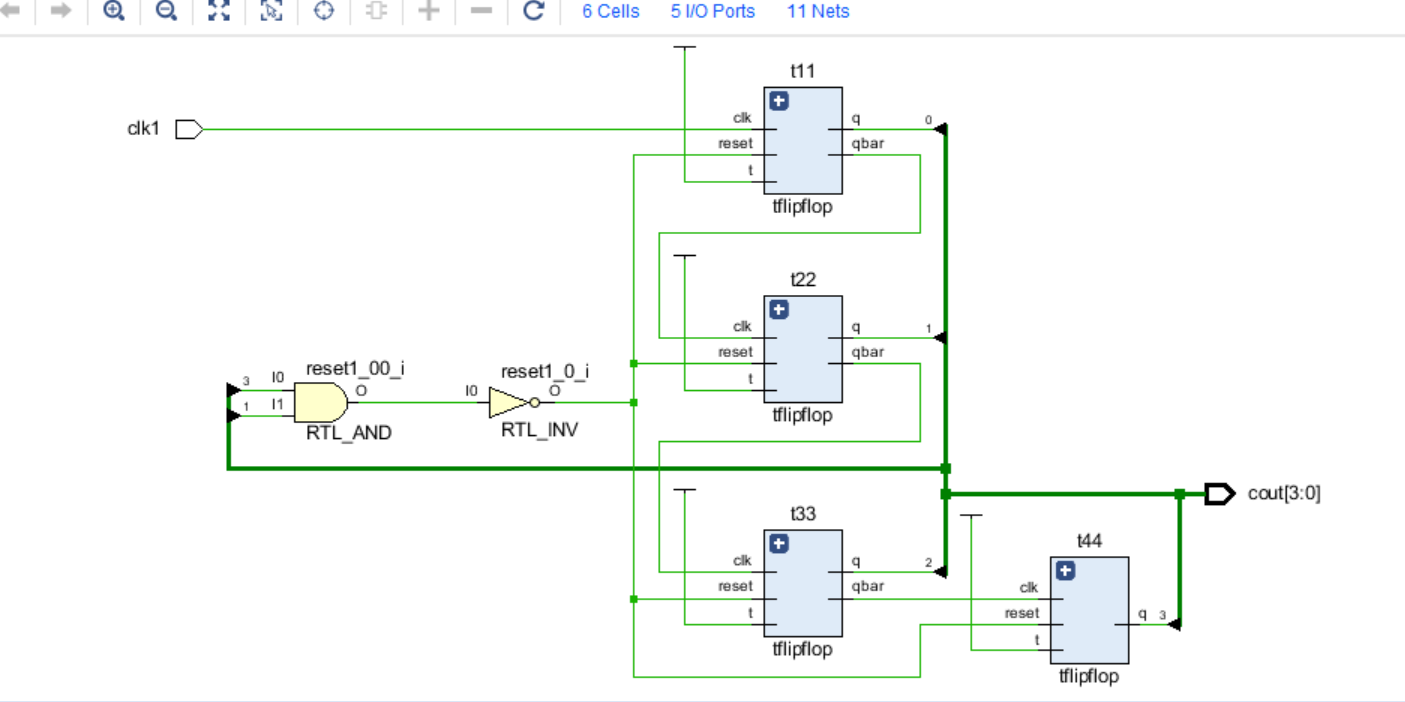 6 Cells 5 I/O Ports 11 Nets
t11
clk1
clk q 0
reset qbar
t
tflipflop
t22
clk q 1
reset qbar
t
tflipflop
reset1_00_i
reset1_0_i
3 I0 O I0 O
1 I1
RTL_AND
RTL_INV
cout[3:0]
t33
clk q 2
reset qbar
t
tflipflop
t44
clk
reset q 3
t
tflipflop